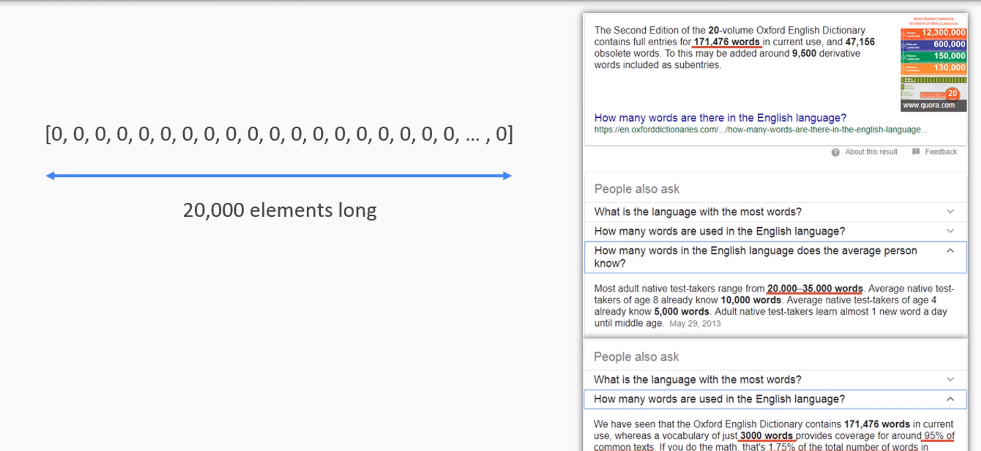 [0, 0, 0, 0, 0, 0, 0, 0, 0, 0, 0, 0, 0, 0, 0, 0, 0, 0, 0, ... , 0]
20,000 elements long
The Second Edition of the 20-volume Oxford English Dictionary
contains full entries for 171,476 words in current use, and 47,156
obsolete words. To this may be added around 9,500 derivative
words included as subentries.
12,300,000
600,000
150,000
130,000
20
www.quora.com
How many words are there in the English language?
https://en.oxforddictionaries.com/.../how-many-words-are-there-in-the-english-language...
About this result
Feedback
People also ask
What is the language with the most words?
How many words are used in the English language?
How many words in the English language does the average person
know?
Most adult native test-takers range from 20,000–35,000 words. Average native test-
takers of age 8 already know 10,000 words. Average native test-takers of age 4
already know 5,000 words. Adult native test-takers learn almost 1 new word a day
until middle age. May 29, 2013
People also ask
What is the language with the most words?
How many words are used in the English language?
We have seen that the Oxford English Dictionary contains 171,476 words in current
use, whereas a vocabulary of just 3000 words provides coverage for around 95% of
common texts. If you do the math, that's 1.75% of the total number of words in